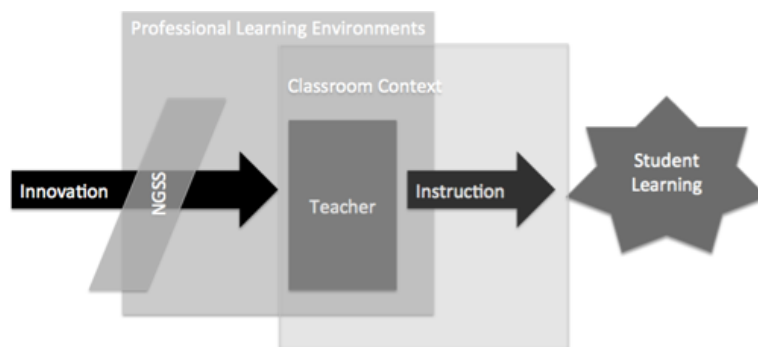 Professional Learning Environments
Classroom Context
Innovation
NGSS
Teacher
Instruction
Student
Learning